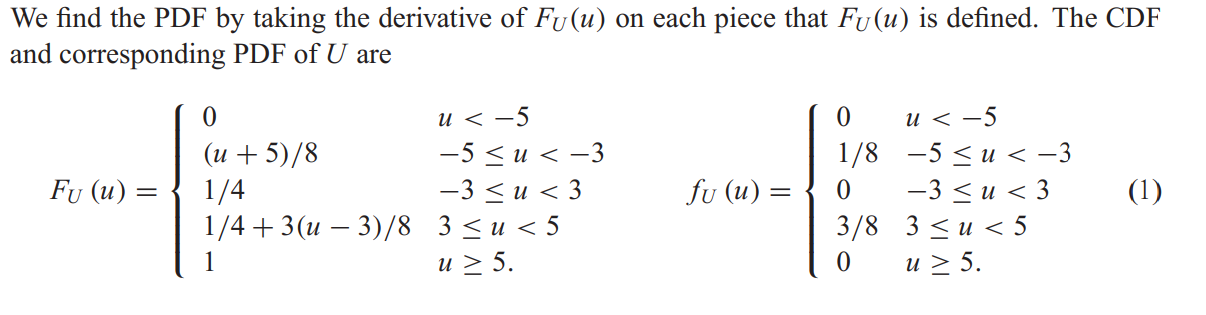 We find the PDF by taking the derivative of F_U(u) on each piece that F_U(u) is defined. The CDF
and corresponding PDF of U are
0 u < −5 0 u < −5
(u + 5)/8 −5 ≤ u < −3 1/8 −5 ≤ u < −3
F_U (u) = { 1/4 −3 ≤ u < 3 f_U (u) = { 0 −3 ≤ u < 3 (1)
1/4 + 3(u − 3)/8 3 ≤ u < 5 3/8 3 ≤ u < 5
1 u ≥ 5. 0 u ≥ 5.